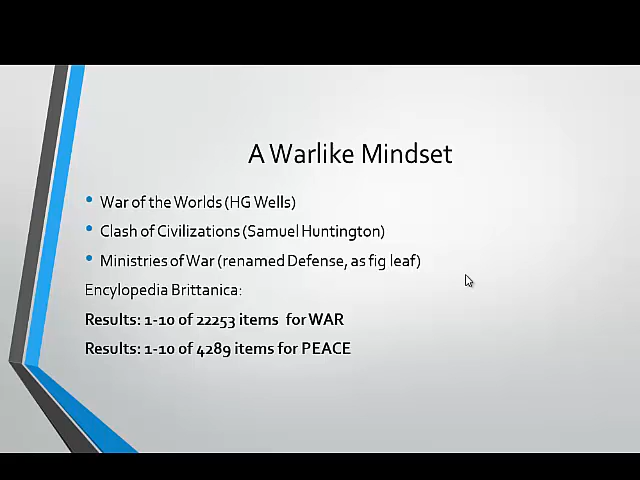 A Warlike Mindset
• War of the Worlds (HG Wells)
• Clash of Civilizations (Samuel Huntington)
• Ministries of War (renamed Defense, as fig leaf)
Encylopedia Brittanica:
Results: 1-10 of 22253 items for WAR
Results: 1-10 of 4289 items for PEACE